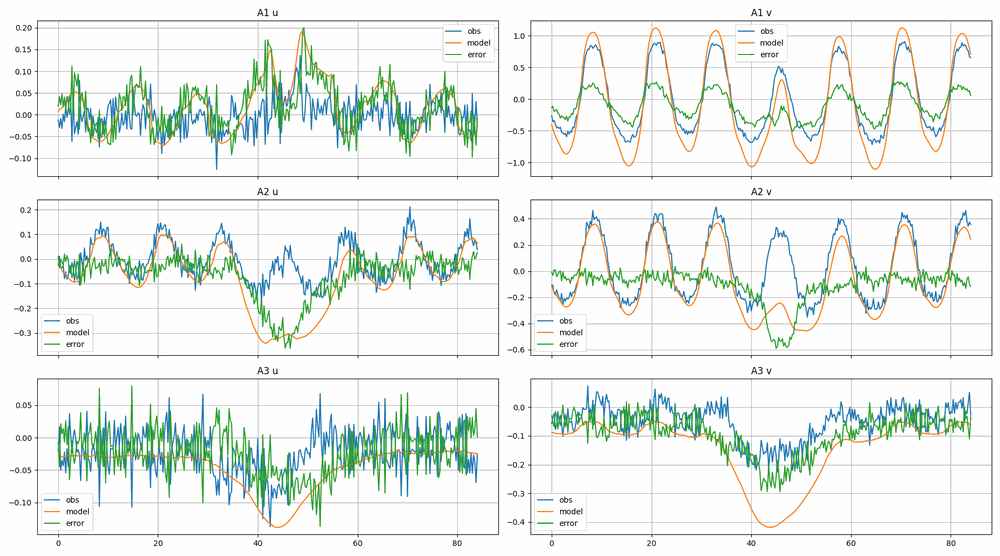 A1 u
0.20
0.15
0.10
0.05
0.00
−0.05
−0.10
obs
model
error
A1 v
1.0
0.5
0.0
−0.5
−1.0
obs
model
error
A2 u
0.2
0.1
0.0
−0.1
−0.2
−0.3
obs
model
error
A2 v
0.4
0.2
0.0
−0.2
−0.4
−0.6
obs
model
error
A3 u
0.05
0.00
−0.05
−0.10
obs
model
error
0 20 40 60 80
A3 v
0.0
−0.1
−0.2
−0.3
−0.4
obs
model
error
0 20 40 60 80